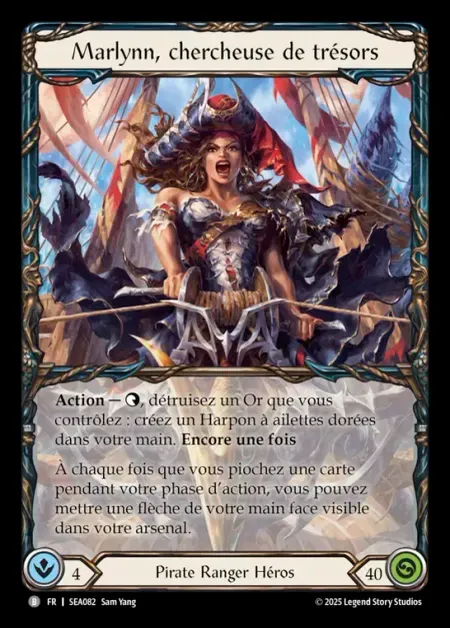 Marlynn, chercheuse de trésors
Action — , détruisez un Or que vous
contrôlez : créez un Harpon à ailettes dorées
dans votre main. Encore une fois
À chaque fois que vous piochez une carte
pendant votre phase d’action, vous pouvez
mettre une flèche de votre main face visible
dans votre arsenal.
4
Pirate Ranger Héros
40
B FR | SEA082 Sam Yang
© 2025 Legend Story Studios